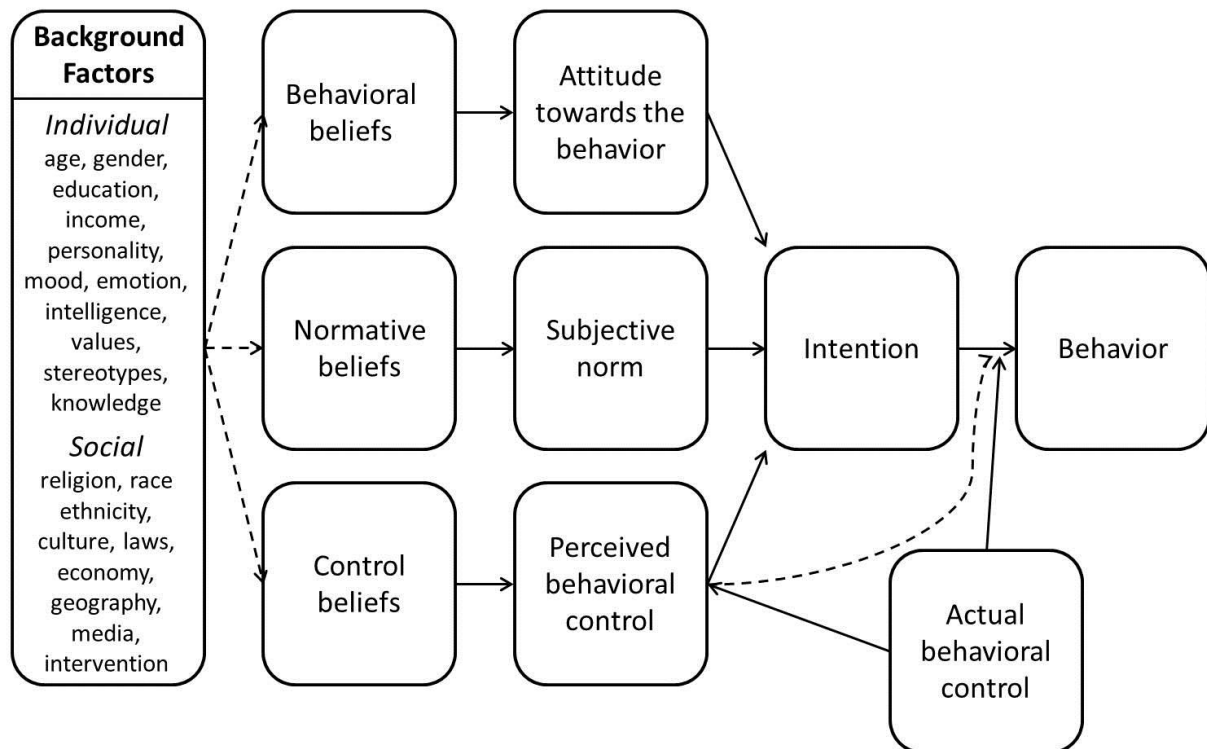 Background
Factors
Individual
age, gender,
education,
income,
personality,
mood, emotion,
intelligence,
values,
stereotypes,
knowledge
Social
religion, race
ethnicity,
culture, laws,
economy,
geography,
media,
intervention
Behavioral
beliefs
Attitude
towards the
behavior
Normative
beliefs
Subjective
norm
Intention
Behavior
Control
beliefs
Perceived
behavioral
control
Actual
behavioral
control